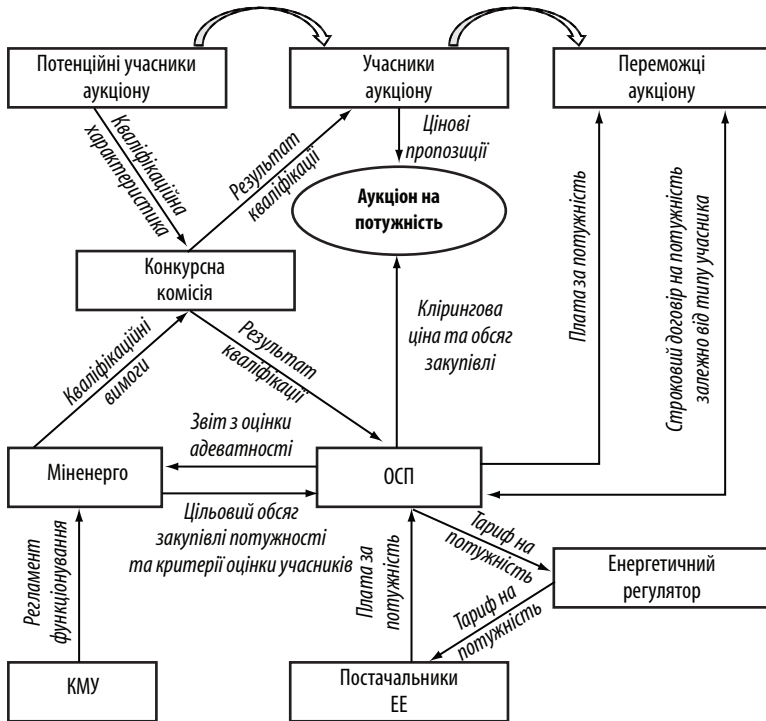 Потенційні учасники
аукціону
Учасники
аукціону
Переможці
аукціону
Кваліфікаційна
характеристика
Результат
кваліфікації
Цінові
пропозиції
Аукціон на
потужність
Конкурсна
комісія
Плата за потужність
Строковий договір на потужність
залежно від типу учасника
Клірингова
ціна та обсяг
закупівлі
Кваліфікаційні
вимоги
Результат
кваліфікації
Звіт з оцінки
адеватності
Міненерго
ОСП
Цільовий обсяг
закупівлі потужності
та критерії оцінки учасників
Регламент
функціонування
Плата за
потужність
Тариф на
потужність
Енергетичний
регулятор
Тариф на
потужність
КМУ
Постачальники
ЕЕ